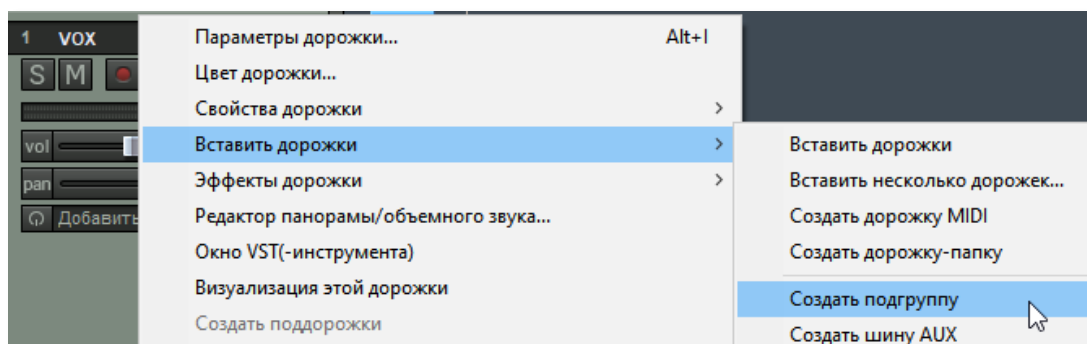 1 VOX
S M
vol
pan
Добавить
Параметры дорожки... Alt+I
Цвет дорожки...
Свойства дорожки >
Вставить дорожки >
Эффекты дорожки >
Редактор панорамы/объемного звука...
Окно VST(-инструмента)
Визуализация этой дорожки
Создать поддорожки
Вставить дорожки
Вставить несколько дорожек...
Создать дорожку MIDI
Создать дорожку-папку
Создать подгруппу
Создать шину AUX